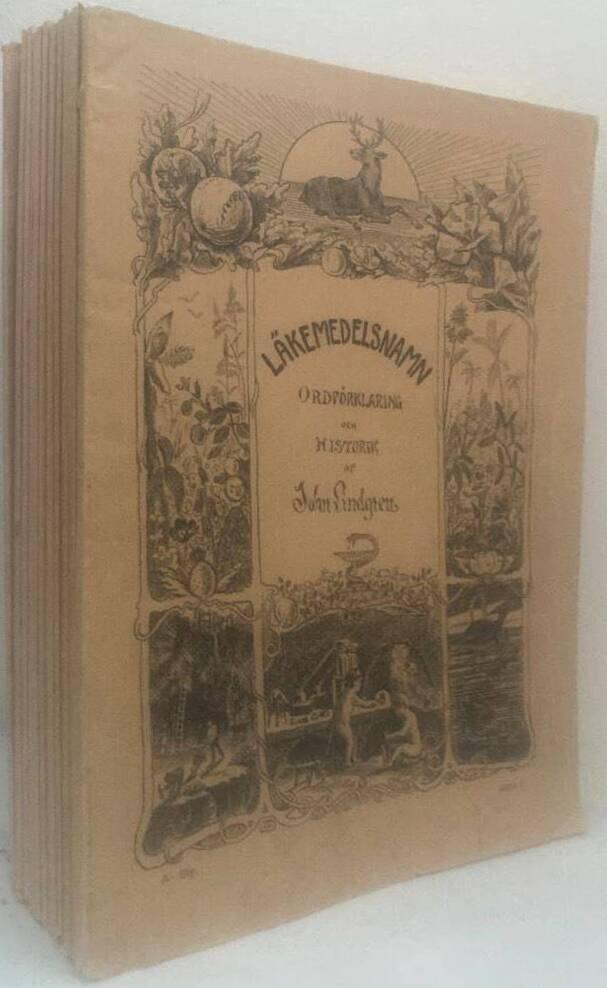 LÄKEMEDELSNAMN
ORDFÖRKLARING
OCH
HISTORIK
AF
John Lindgren